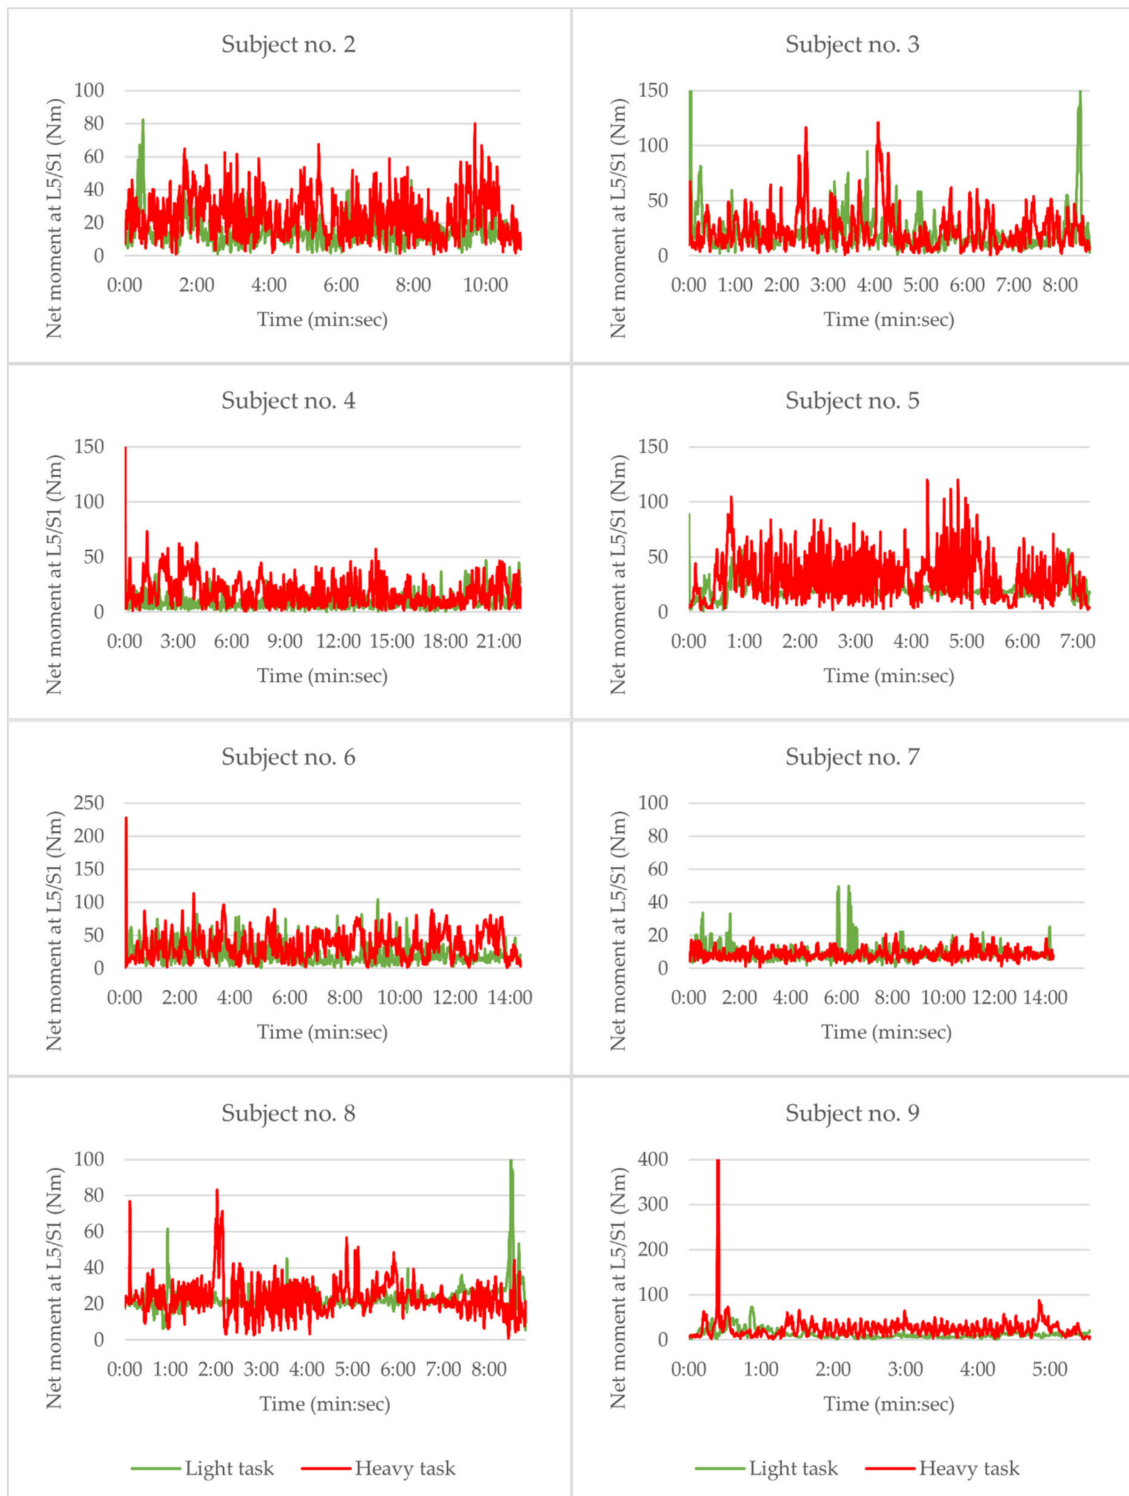 Subject no. 2
Net moment at L5/S1 (Nm)
100
80
60
40
20
0
0:00 2:00 4:00 6:00 8:00 10:00
Time (min:sec)
Subject no. 3
Net moment at L5/S1 (Nm)
150
100
50
0
0:00 1:00 2:00 3:00 4:00 5:00 6:00 7:00 8:00
Time (min:sec)
Subject no. 4
Net moment at L5/S1 (Nm)
150
100
50
0
0:00 3:00 6:00 9:00 12:00 15:00 18:00 21:00
Time (min:sec)
Subject no. 5
Net moment at L5/S1 (Nm)
150
100
50
0
0:00 1:00 2:00 3:00 4:00 5:00 6:00 7:00
Time (min:sec)
Subject no. 6
Net moment at L5/S1 (Nm)
250
200
150
100
50
0
0:00 2:00 4:00 6:00 8:00 10:00 12:00 14:00
Time (min:sec)
Subject no. 7
Net moment at L5/S1 (Nm)
100
80
60
40
20
0
0:00 2:00 4:00 6:00 8:00 10:00 12:00 14:00
Time (min:sec)
Subject no. 8
Net moment at L5/S1 (Nm)
100
80
60
40
20
0
0:00 1:00 2:00 3:00 4:00 5:00 6:00 7:00 8:00
Time (min:sec)
Light task Heavy task
Subject no. 9
Net moment at L5/S1 (Nm)
400
300
200
100
0
0:00 1:00 2:00 3:00 4:00 5:00
Time (min:sec)
Light task Heavy task